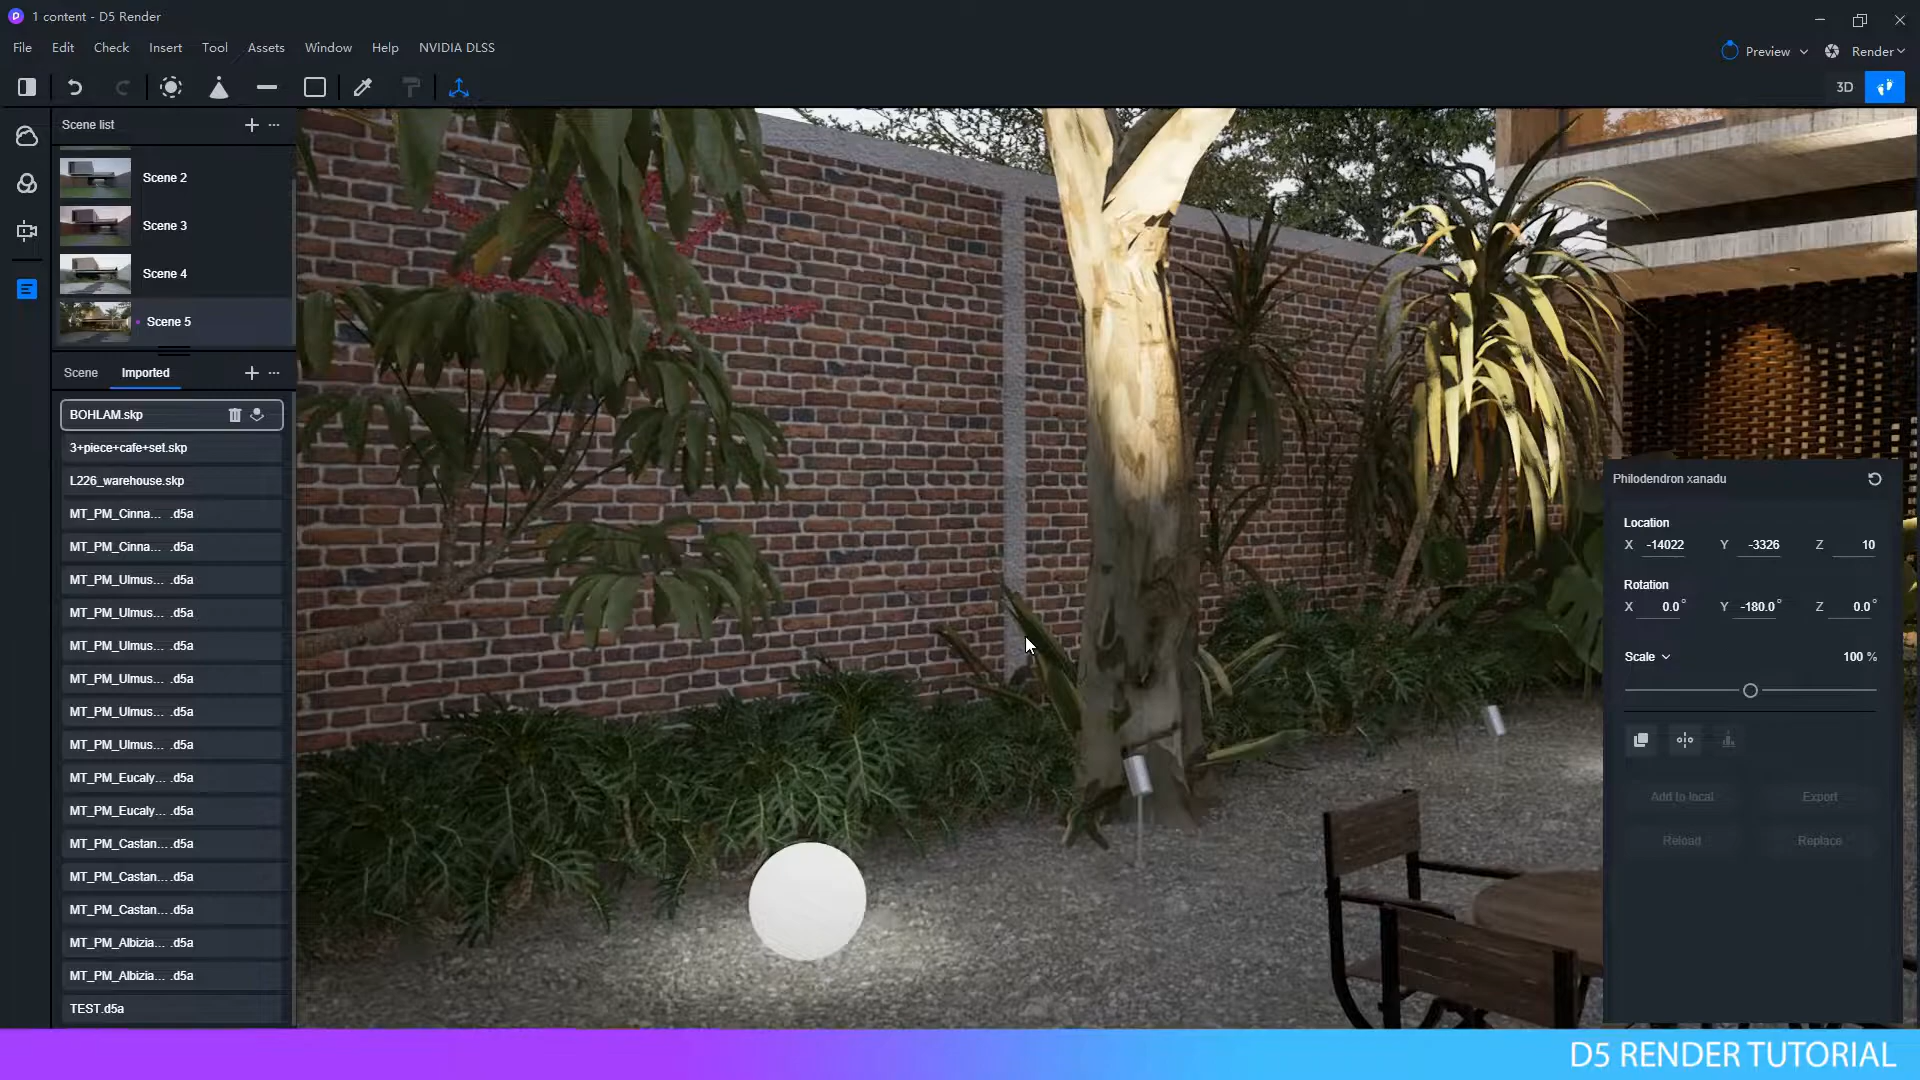 1 content - D5 Render
File Edit Check Insert Tool Assets Window Help NVIDIA DLSS
Preview Render
3D
Scene list
Scene 2
Scene 3
Scene 4
Scene 5
Scene Imported
BOHLAM.skp
3+piece+cafe+set.skp
L226_warehouse.skp
MT_PM_Cinna... .d5a
MT_PM_Cinna... .d5a
MT_PM_Ulmus... .d5a
MT_PM_Ulmus... .d5a
MT_PM_Ulmus... .d5a
MT_PM_Ulmus... .d5a
MT_PM_Ulmus... .d5a
MT_PM_Ulmus... .d5a
MT_PM_Eucaly... .d5a
MT_PM_Eucaly... .d5a
MT_PM_Castan... .d5a
MT_PM_Castan... .d5a
MT_PM_Castan... .d5a
MT_PM_Albizia... .d5a
MT_PM_Albizia... .d5a
TEST.d5a
Philodendron xanadu
Location
X -14022 Y -3326 Z 10
Rotation
X 0.0° Y -180.0° Z 0.0°
Scale 100 %
Add to local Export
Reload Replace
D5 RENDER TUTORIAL